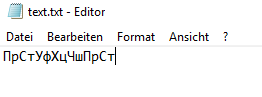 text.txt - Editor
Datei Bearbeiten Format Ansicht ?
ПрСтУфХцЧшПрСт